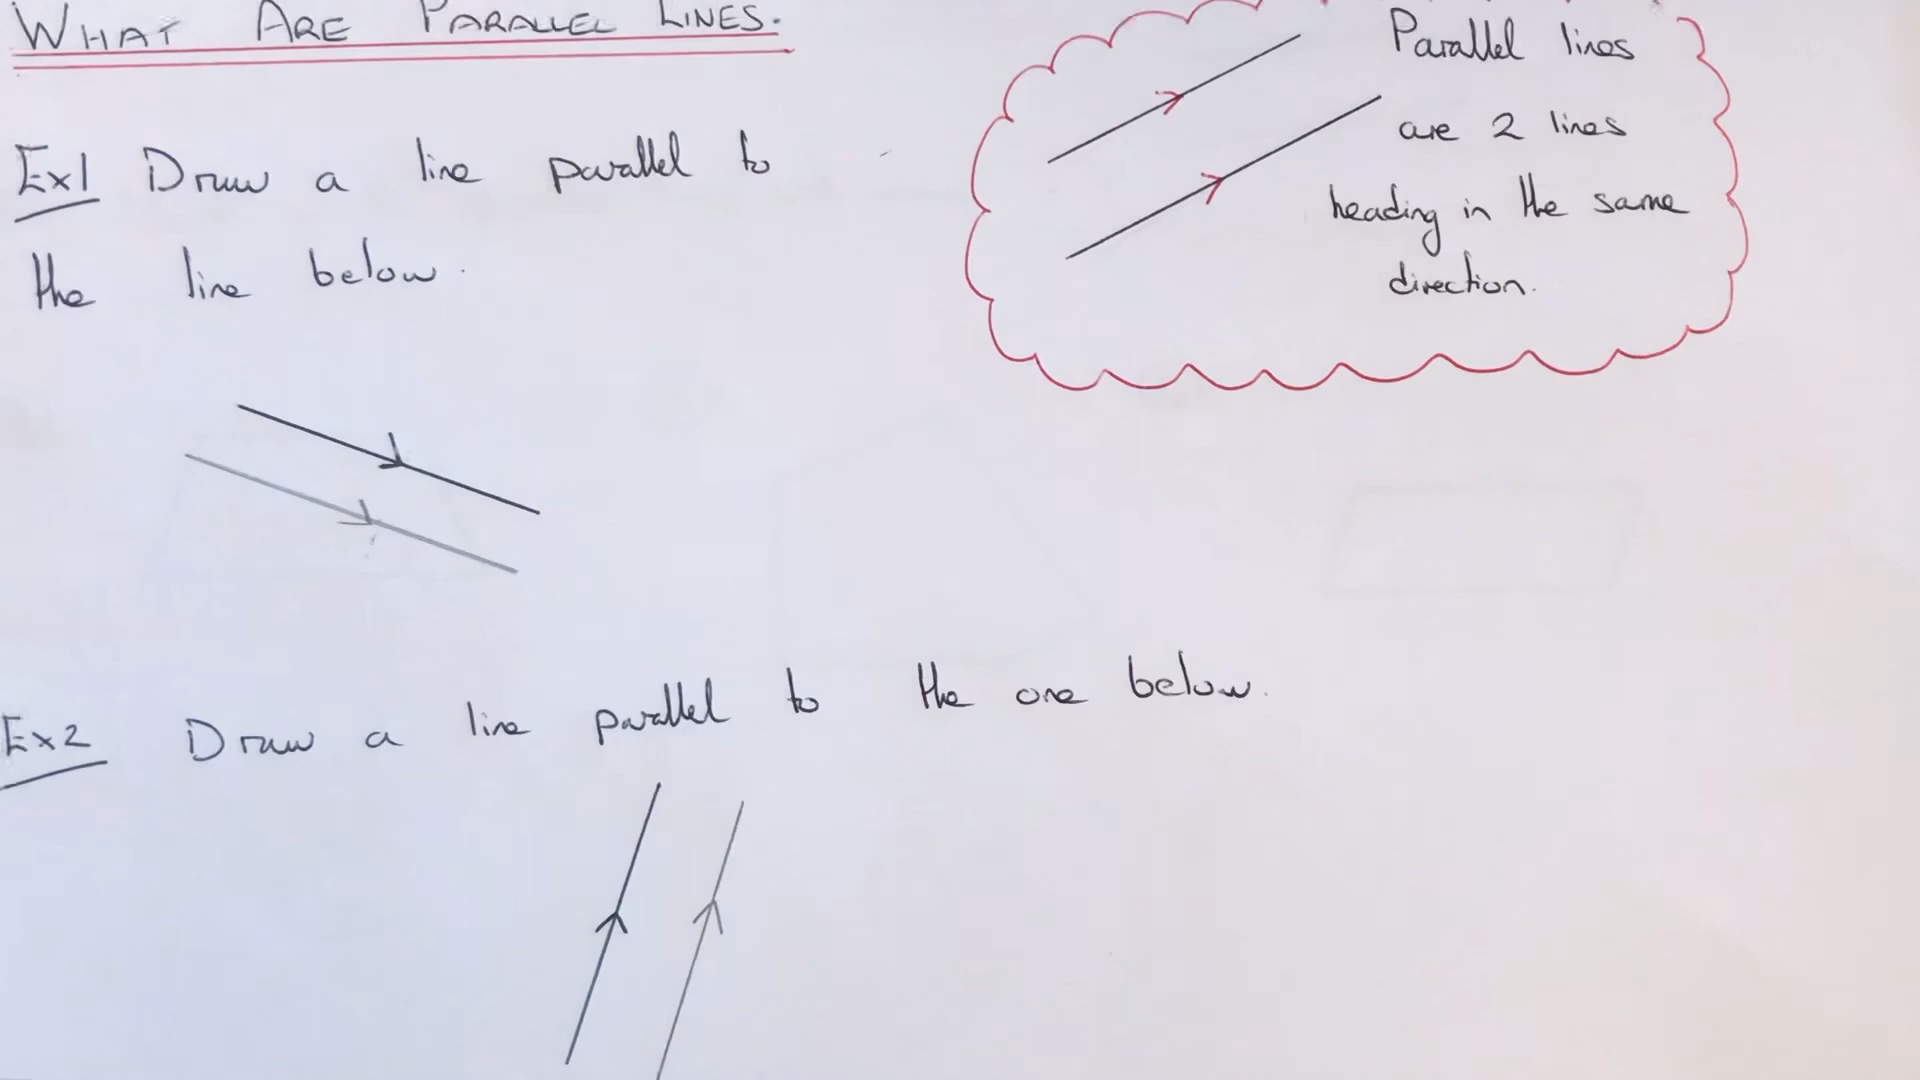 WHAT ARE PARALLEL LINES.
Ex1 Draw a line parallel to
the line below.
Parallel lines
are 2 lines
heading in the same
direction.
Ex2 Draw a line parallel to the one below.